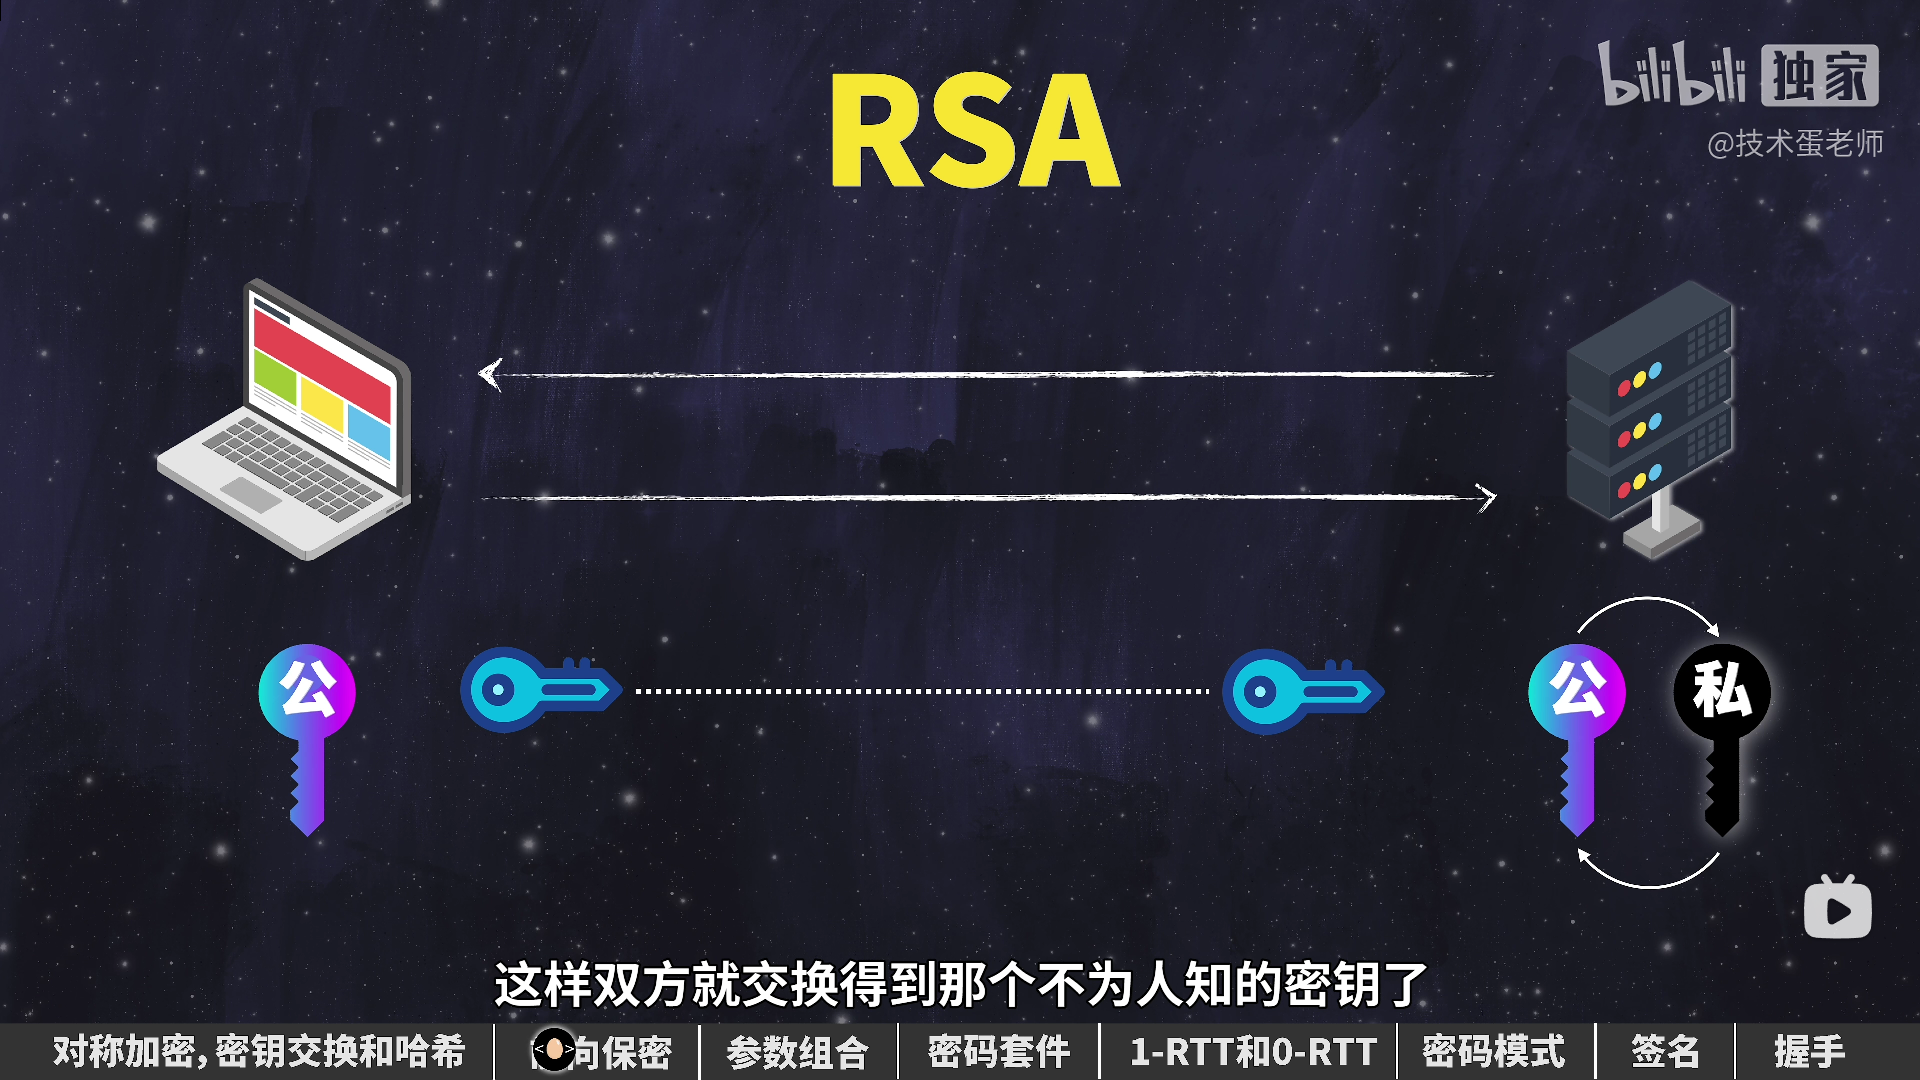 RSA
bilibili 独家
@技术蛋老师
公
公
私
这样双方就交换得到那个不为人知的密钥了
对称加密,密钥交换和哈希
向保密
参数组合
密码套件
1-RTT和0-RTT
密码模式
签名
握手